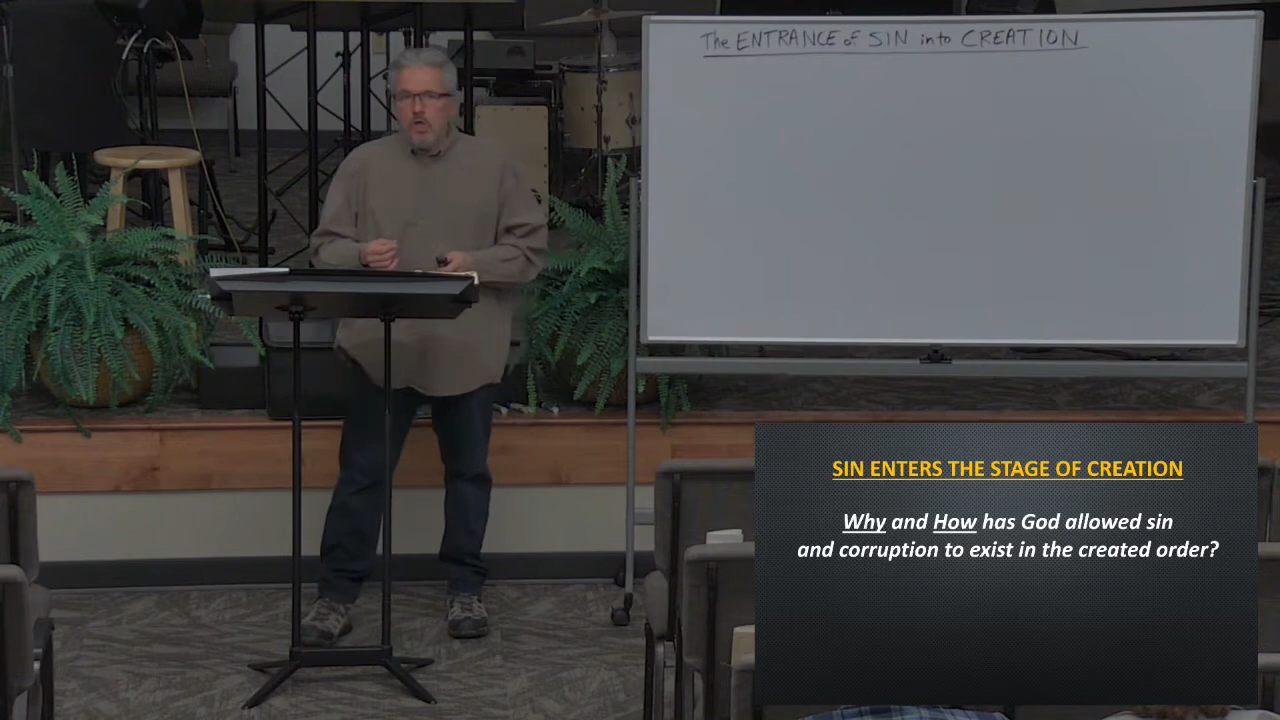 The ENTRANCE of SIN into CREATION
SIN ENTERS THE STAGE OF CREATION
Why and How has God allowed sin
and corruption to exist in the created order?